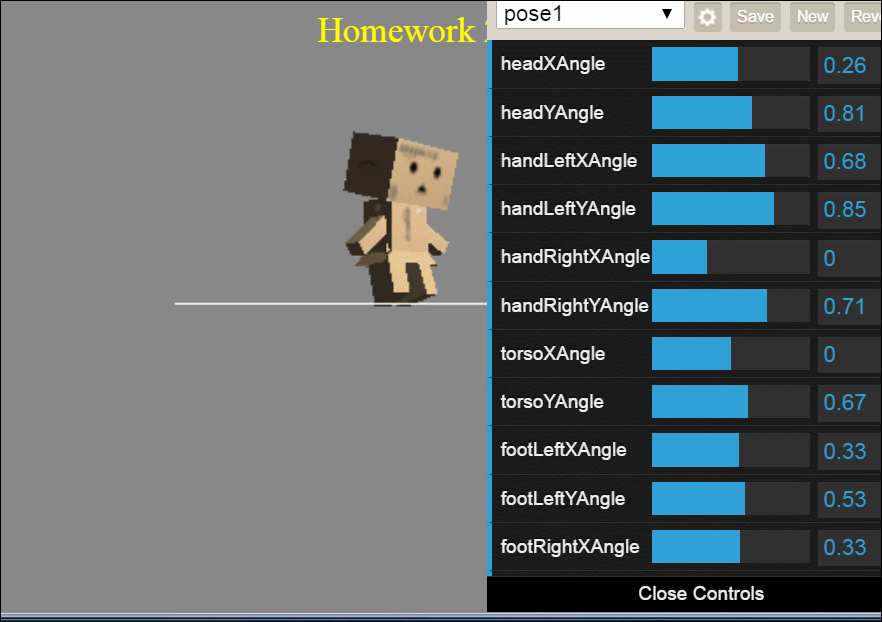 Homework
pose1
Save
New
Rev
headXAngle 0.26
headYAngle 0.81
handLeftXAngle 0.68
handLeftYAngle 0.85
handRightXAngle 0
handRightYAngle 0.71
torsoXAngle 0
torsoYAngle 0.67
footLeftXAngle 0.33
footLeftYAngle 0.53
footRightXAngle 0.33
Close Controls